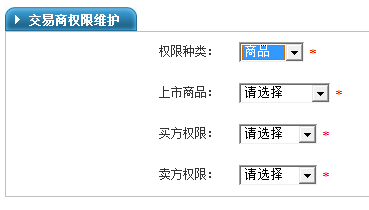 交易商权限维护
权限种类： 商品 *
上市商品： 请选择 *
买方权限： 请选择 *
卖方权限： 请选择 *